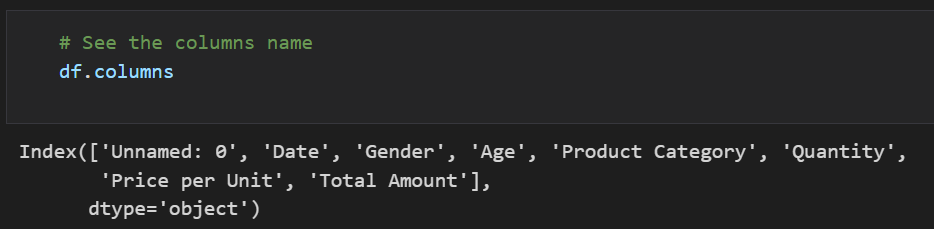 # See the columns name
df.columns
Index(['Unnamed: 0', 'Date', 'Gender', 'Age', 'Product Category', 'Quantity',
'Price per Unit', 'Total Amount'],
dtype='object')